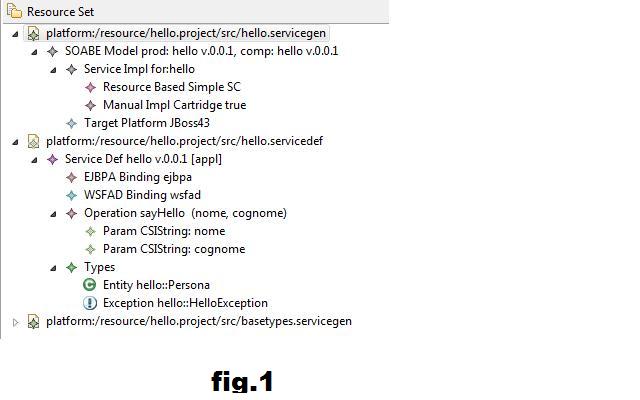 Resource Set
platform:/resource/hello.project/src/hello.servicegen
SOABE Model prod: hello v.0.0.1, comp: hello v.0.0.1
Service Impl for:hello
Resource Based Simple SC
Manual Impl Cartridge true
Target Platform JBoss43
platform:/resource/hello.project/src/hello.servicedef
Service Def hello v.0.0.1 [appl]
EJBPA Binding ejbpa
WSFAD Binding wsfad
Operation sayHello (nome, cognome)
Param CSIString: nome
Param CSIString: cognome
Types
Entity hello::Persona
Exception hello::HelloException
platform:/resource/hello.project/src/basetypes.servicegen
fig.1